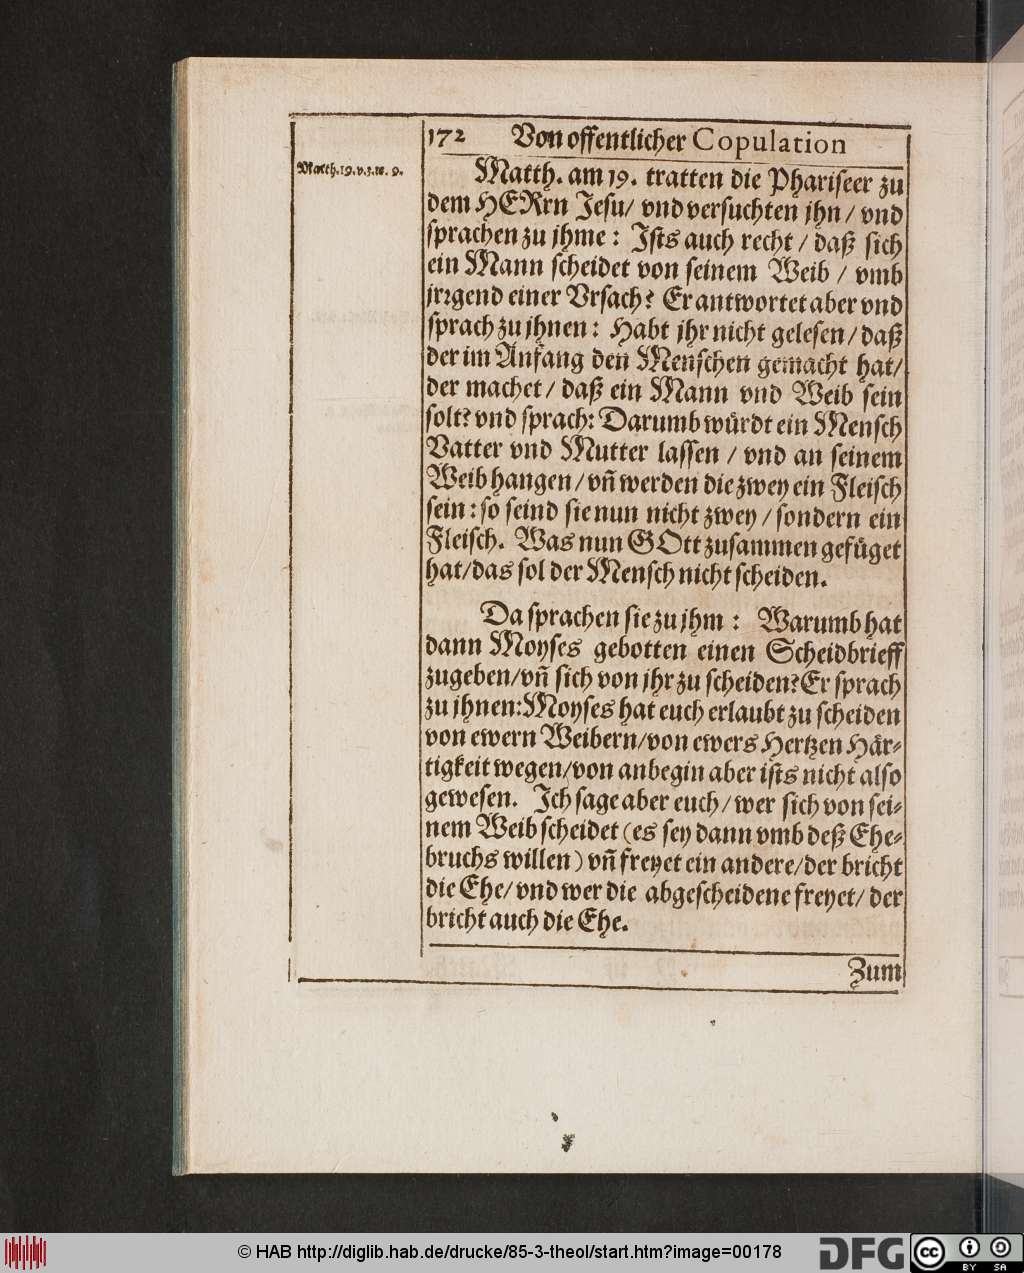 172 Von offentlicher Copulation
Matth. 19. v. 3. ꝛc. 9.
Matth. am 19. tratten die Phariseer zu
dem HERrn Jesu/ vnd versuchten jhn / vnd
sprachen zu jhme : Ists auch recht / daß sich
ein Mann scheidet von seinem Weib / vmb
jrꝛgend einer Vrsach? Er antwortet aber vnd
sprach zu jhnen : Habt jhr nicht gelesen / daß
der im Anfang den Menschen gemacht hat/
der machet / daß ein Mann vnd Weib sein
solt? vnd sprach: Darumb wuͤrdt ein Mensch
Vatter vnd Mutter lassen / vnd an seinem
Weib hangen / vñ werden die zwey ein Fleisch
sein : so seind sie nun nicht zwey / sondern ein
Fleisch. Was nun GOtt zusammen gefuͤget
hat/das sol der Mensch nicht scheiden.
Da sprachen sie zu jhm : Warumb hat
dann Moyses gebotten einen Scheidbrieff
zugeben/vñ sich von jhr zu scheiden? Er sprach
zu jhnen: Moyses hat euch erlaubt zu scheiden
von ewern Weibern/von ewers Hertzen Haͤr-
tigkeit wegen/von anbegin aber ists nicht also
gewesen. Ich sage aber euch / wer sich von sei-
nem Weib scheidet (es sey dann vmb deß Ehe-
bruchs willen) vñ freyet ein andere/der bricht
die Ehe/ vnd wer die abgescheidene freyet/ der
bricht auch die Ehe.
Zum
© HAB http://diglib.hab.de/drucke/85-3-theol/start.htm?image=00178
DFG
cc BY SA